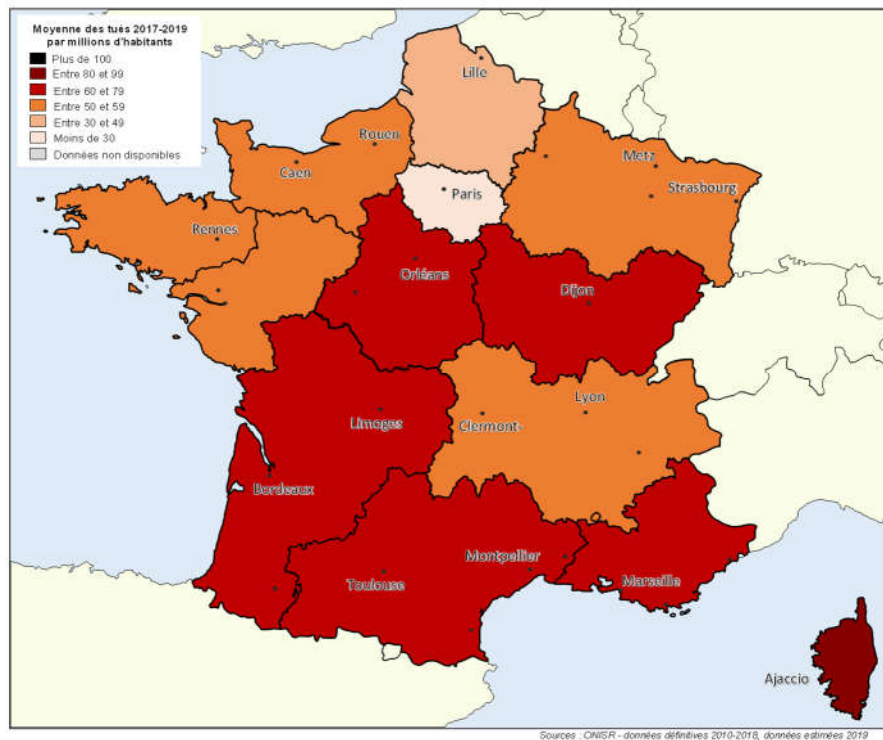 Moyenne des tués 2017-2019
par millions d'habitants
Plus de 100
Entre 80 et 99
Entre 60 et 79
Entre 50 et 59
Entre 30 et 49
Moins de 30
Données non disponibles
Lille
Rouen
Caen
Metz
Paris
Strasbourg
Rennes
Orléans
Dijon
Lyon
Limoges
Clermont-
Bordeaux
Montpellier
Toulouse
Marseille
Ajaccio
Sources : ONISR - données définitives 2010-2018, données estimées 2019